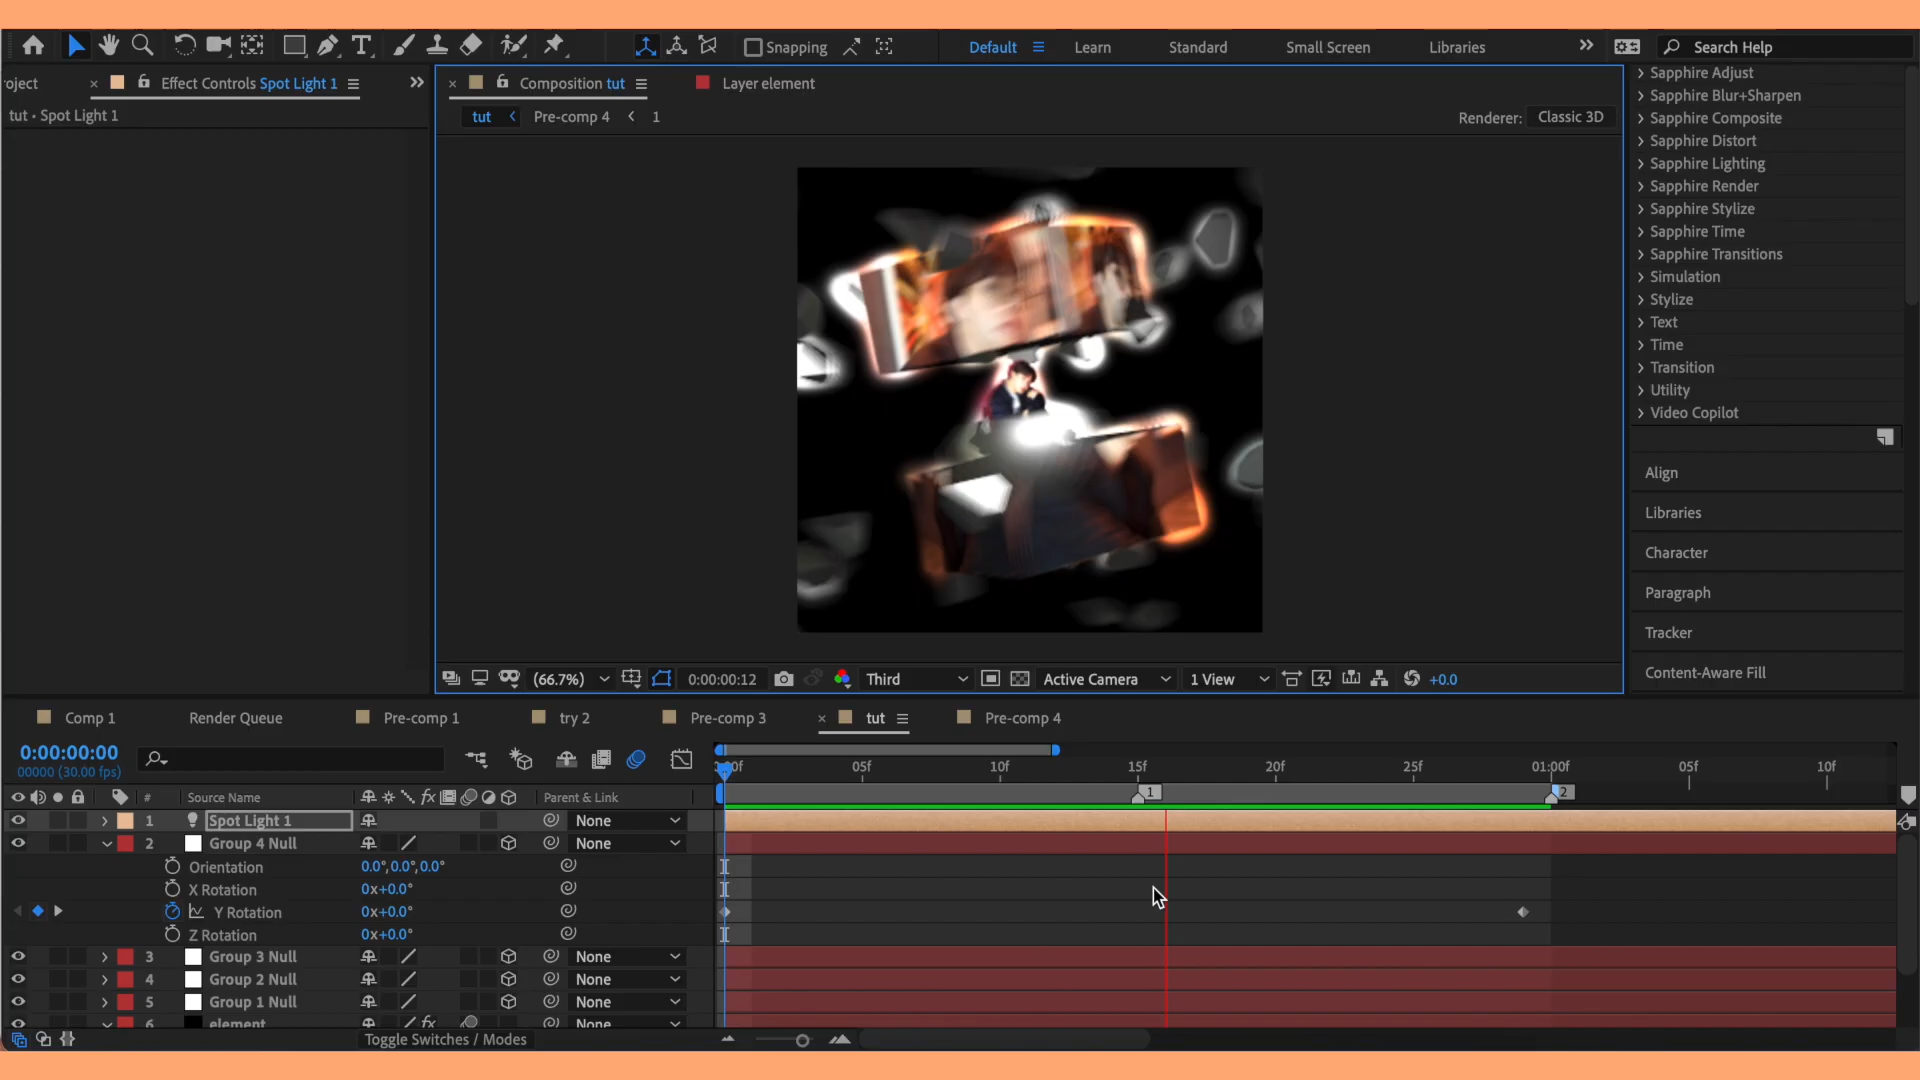 Snapping
Default
Learn
Standard
Small Screen
Libraries
Search Help
roject
Effect Controls Spot Light 1
Composition tut
Layer element
tut • Spot Light 1
tut
Pre-comp 4
1
Renderer:
Classic 3D
Sapphire Adjust
Sapphire Blur+Sharpen
Sapphire Composite
Sapphire Distort
Sapphire Lighting
Sapphire Render
Sapphire Stylize
Sapphire Time
Sapphire Transitions
Simulation
Stylize
Text
Time
Transition
Utility
Video Copilot
Align
Libraries
Character
Paragraph
Tracker
Content-Aware Fill
(66.7%)
0:00:00:12
Third
Active Camera
1 View
+0.0
Comp 1
Render Queue
Pre-comp 1
try 2
Pre-comp 3
tut
Pre-comp 4
0:00:00:00
00000 (30.00 fps)
05f
10f
15f
20f
25f
01:00f
05f
10f
1
2
#
Source Name
fx
Parent & Link
1
Spot Light 1
None
2
Group 4 Null
None
Orientation
0.0°,0.0°,0.0°
X Rotation
0x+0.0°
Y Rotation
0x+0.0°
Z Rotation
0x+0.0°
3
Group 3 Null
None
4
Group 2 Null
None
5
Group 1 Null
None
6
element
fx
None
Toggle Switches / Modes